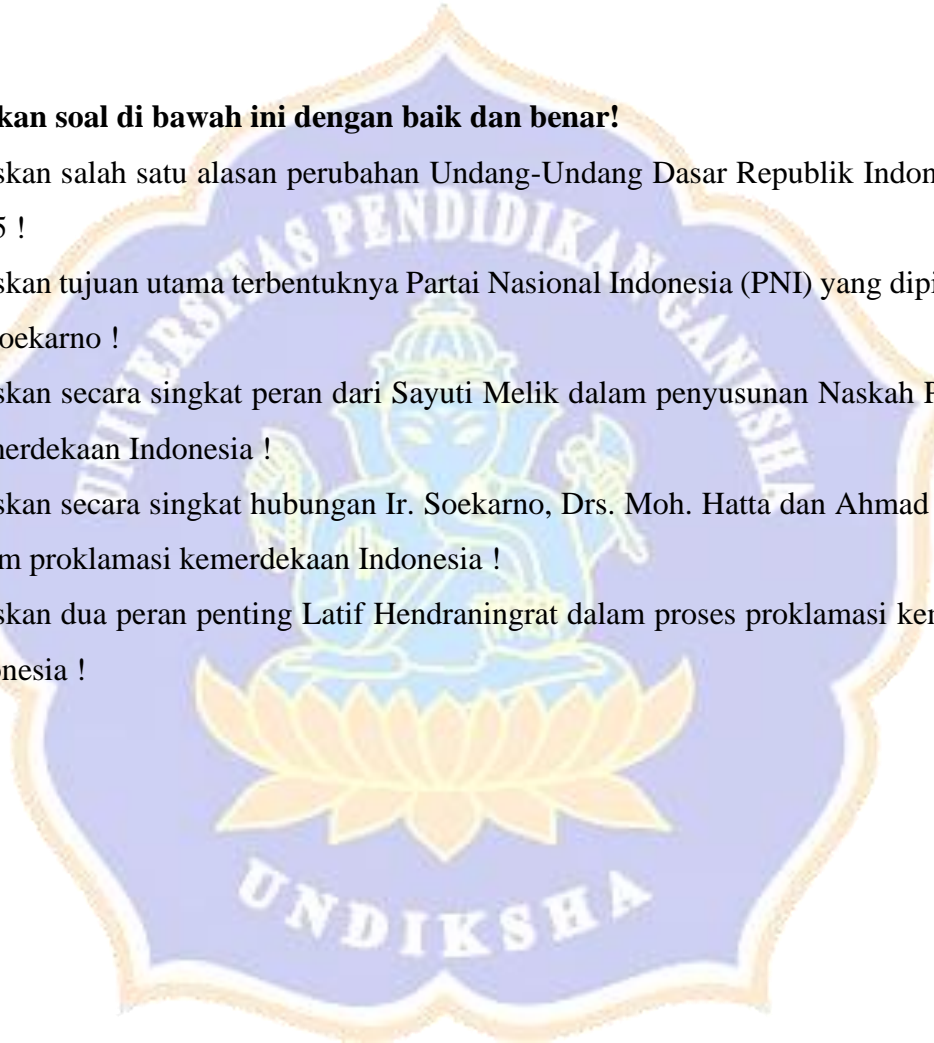 kan soal di bawah ini dengan baik dan benar!
skan salah satu alasan perubahan Undang-Undang Dasar Republik Indon
5 !
skan tujuan utama terbentuknya Partai Nasional Indonesia (PNI) yang dipi
oekarno !
skan secara singkat peran dari Sayuti Melik dalam penyusunan Naskah P
nerdekaan Indonesia !
skan secara singkat hubungan Ir. Soekarno, Drs. Moh. Hatta dan Ahmad
m proklamasi kemerdekaan Indonesia !
skan dua peran penting Latif Hendraningrat dalam proses proklamasi ker
onesia !
UNIVERSITAS PENDIDIKAN GANESHA
UNDIKSHA